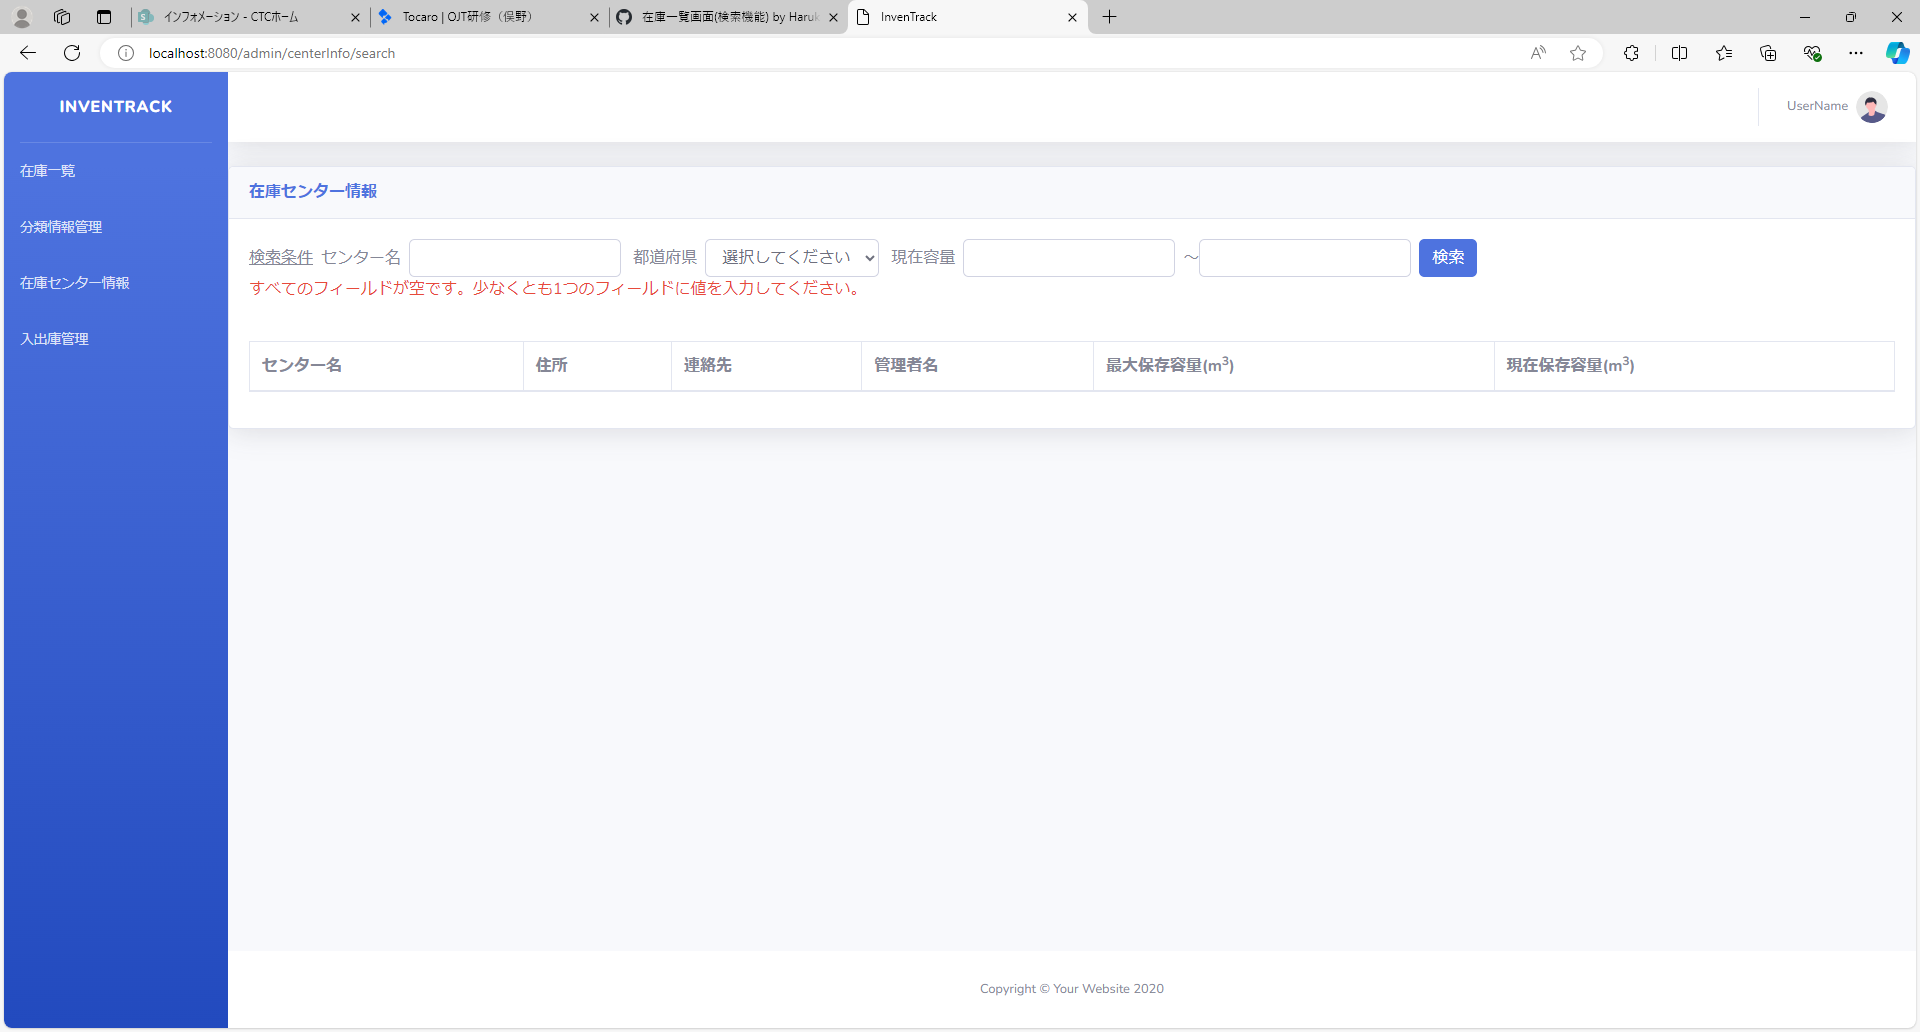 インフォメーション - CTCホーム
Tocaro | OJT研修（俣野）
在庫一覧画面(検索機能) by Haruk
InvenTrack
localhost:8080/admin/centerInfo/search
INVENTRACK
UserName
在庫一覧
分類情報管理
在庫センター情報
入出庫管理
在庫センター情報
検索条件 センター名 都道府県 選択してください 現在容量 ～ 検索
すべてのフィールドが空です。少なくとも1つのフィールドに値を入力してください。
センター名 住所 連絡先 管理者名 最大保存容量(m³) 現在保存容量(m³)
Copyright © Your Website 2020